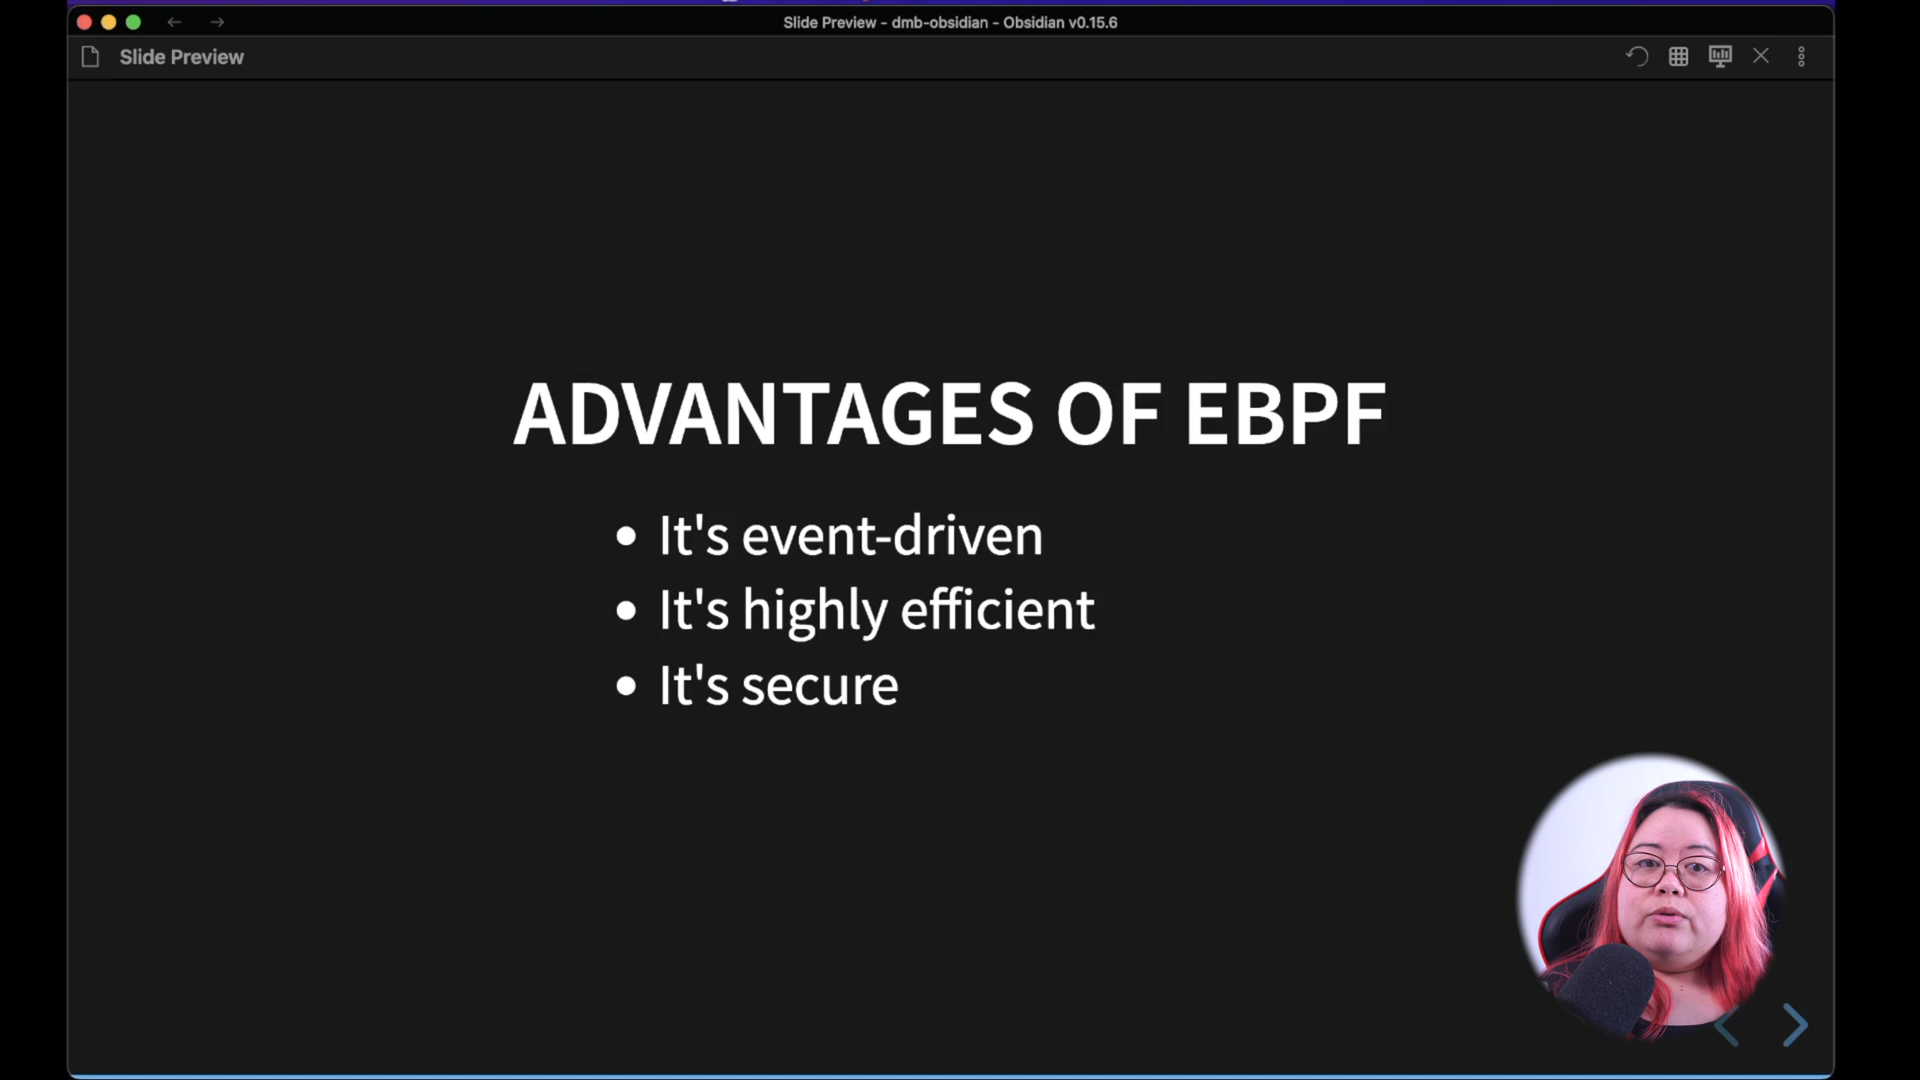 Slide Preview - dmb-obsidian - Obsidian v0.15.6
Slide Preview
ADVANTAGES OF EBPF
• It's event-driven
• It's highly efficient
• It's secure